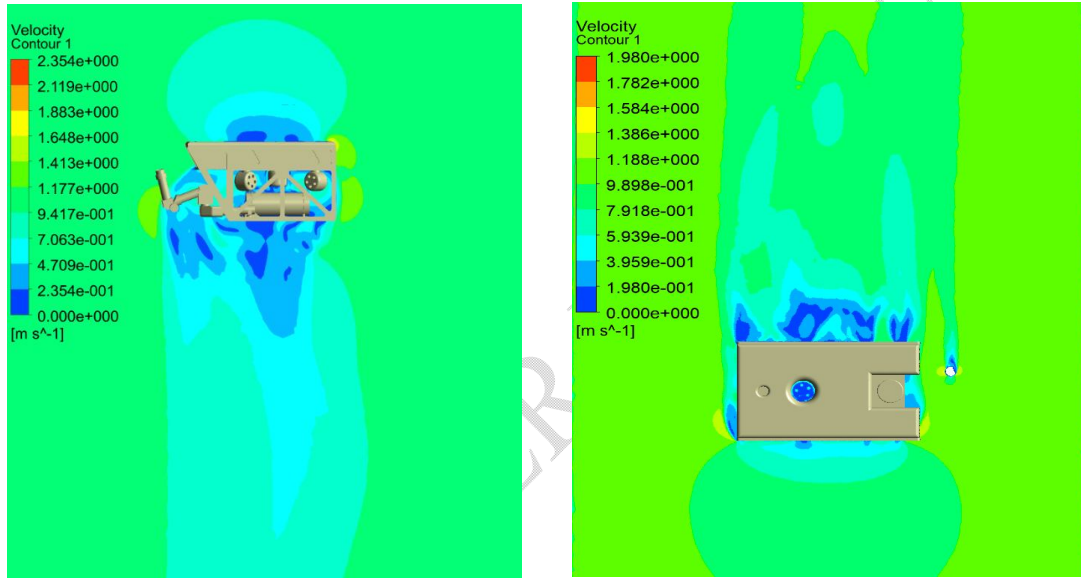 Velocity
Contour 1
2.354e+000
2.119e+000
1.883e+000
1.648e+000
1.413e+000
1.177e+000
9.417e-001
7.063e-001
4.709e-001
2.354e-001
0.000e+000
[m s^-1]
Velocity
Contour 1
1.980e+000
1.782e+000
1.584e+000
1.386e+000
1.188e+000
9.898e-001
7.918e-001
5.939e-001
3.959e-001
1.980e-001
0.000e+000
[m s^-1]
ER